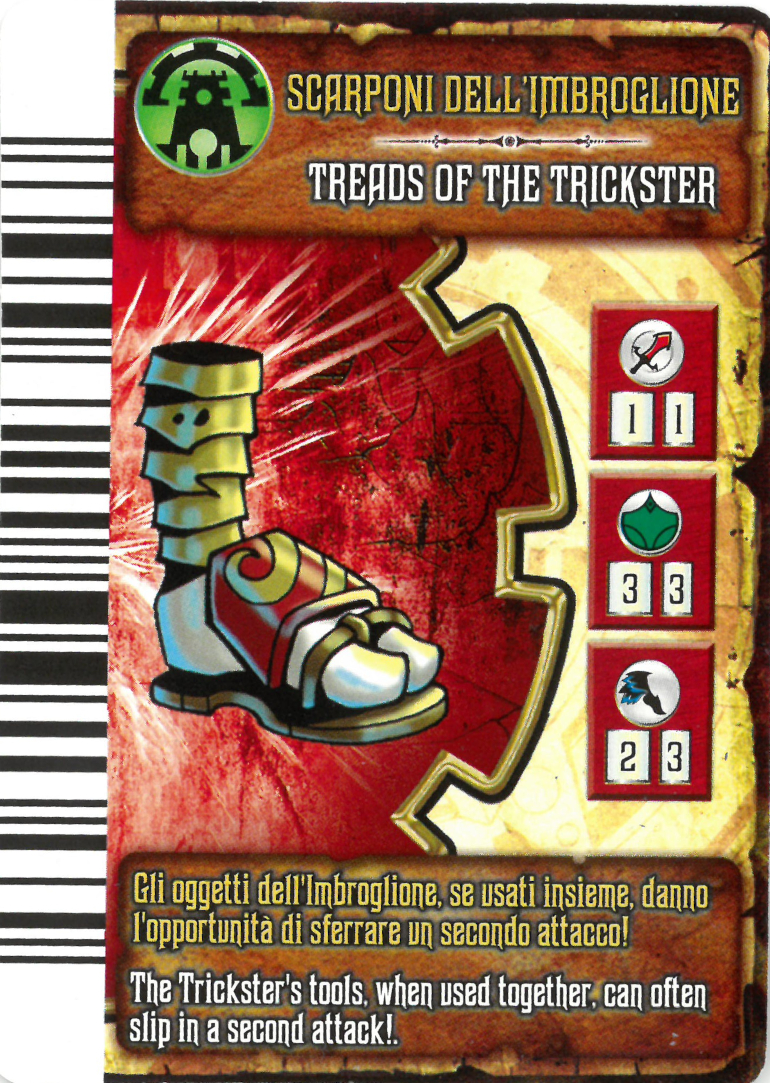 SCARPONI DELL'IMBROGLIONE
TREADS OF THE TRICKSTER
1 1
3 3
2 3
Gli oggetti dell'Imbroglione, se usati insieme, danno
l'opportunità di sferrare un secondo attacco!
The Trickster's tools, when used together, can often
slip in a second attack!.